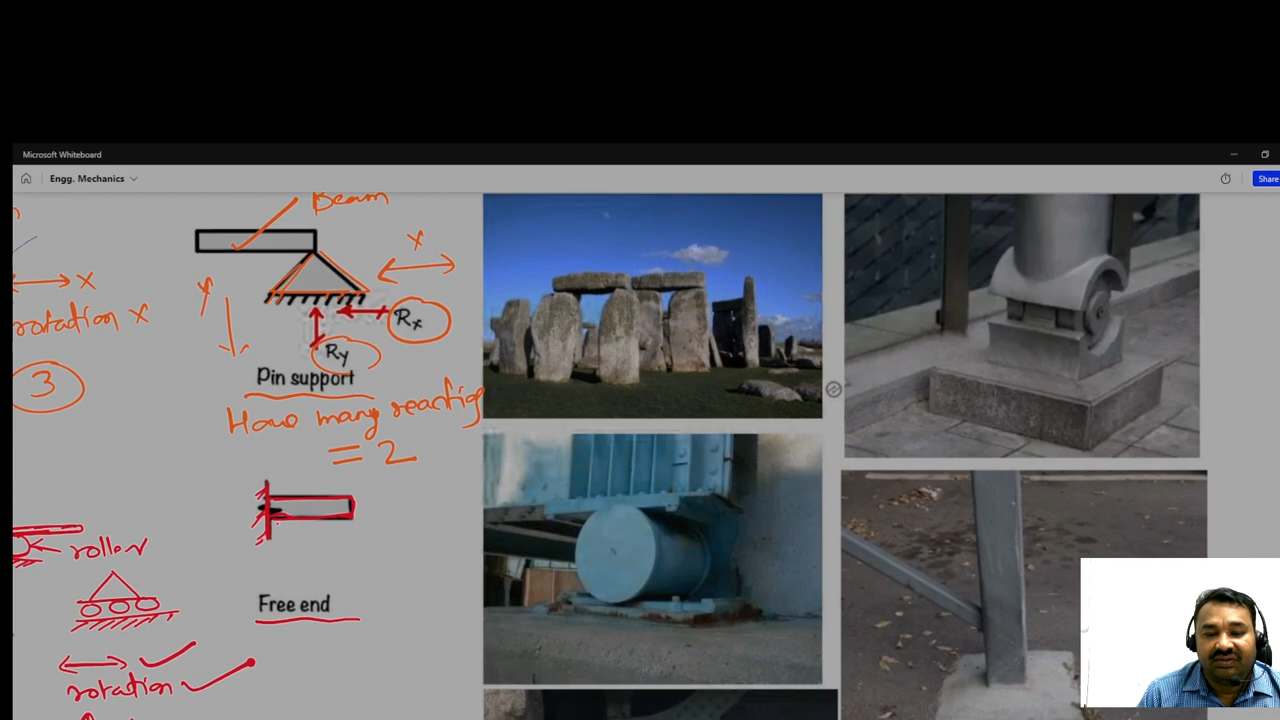 Microsoft Whiteboard
Engg. Mechanics
Share
Beam
x
x
y
rotation x
Rx
Ry
3
Pin support
How many reactio
= 2
roller
Free end
rotation